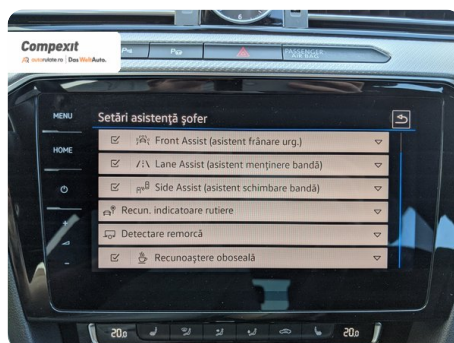 Compexit
autorulate.ro | Das WeltAuto.
PASSENGER
AIR BAG
MENU
Setări asistenţă şofer
Front Assist (asistent frânare urg.)
HOME
Lane Assist (asistent menţinere bandă)
Side Assist (asistent schimbare bandă)
Recun. indicatoare rutiere
Detectare remorcă
Recunoaştere oboseală
20.0
20.0